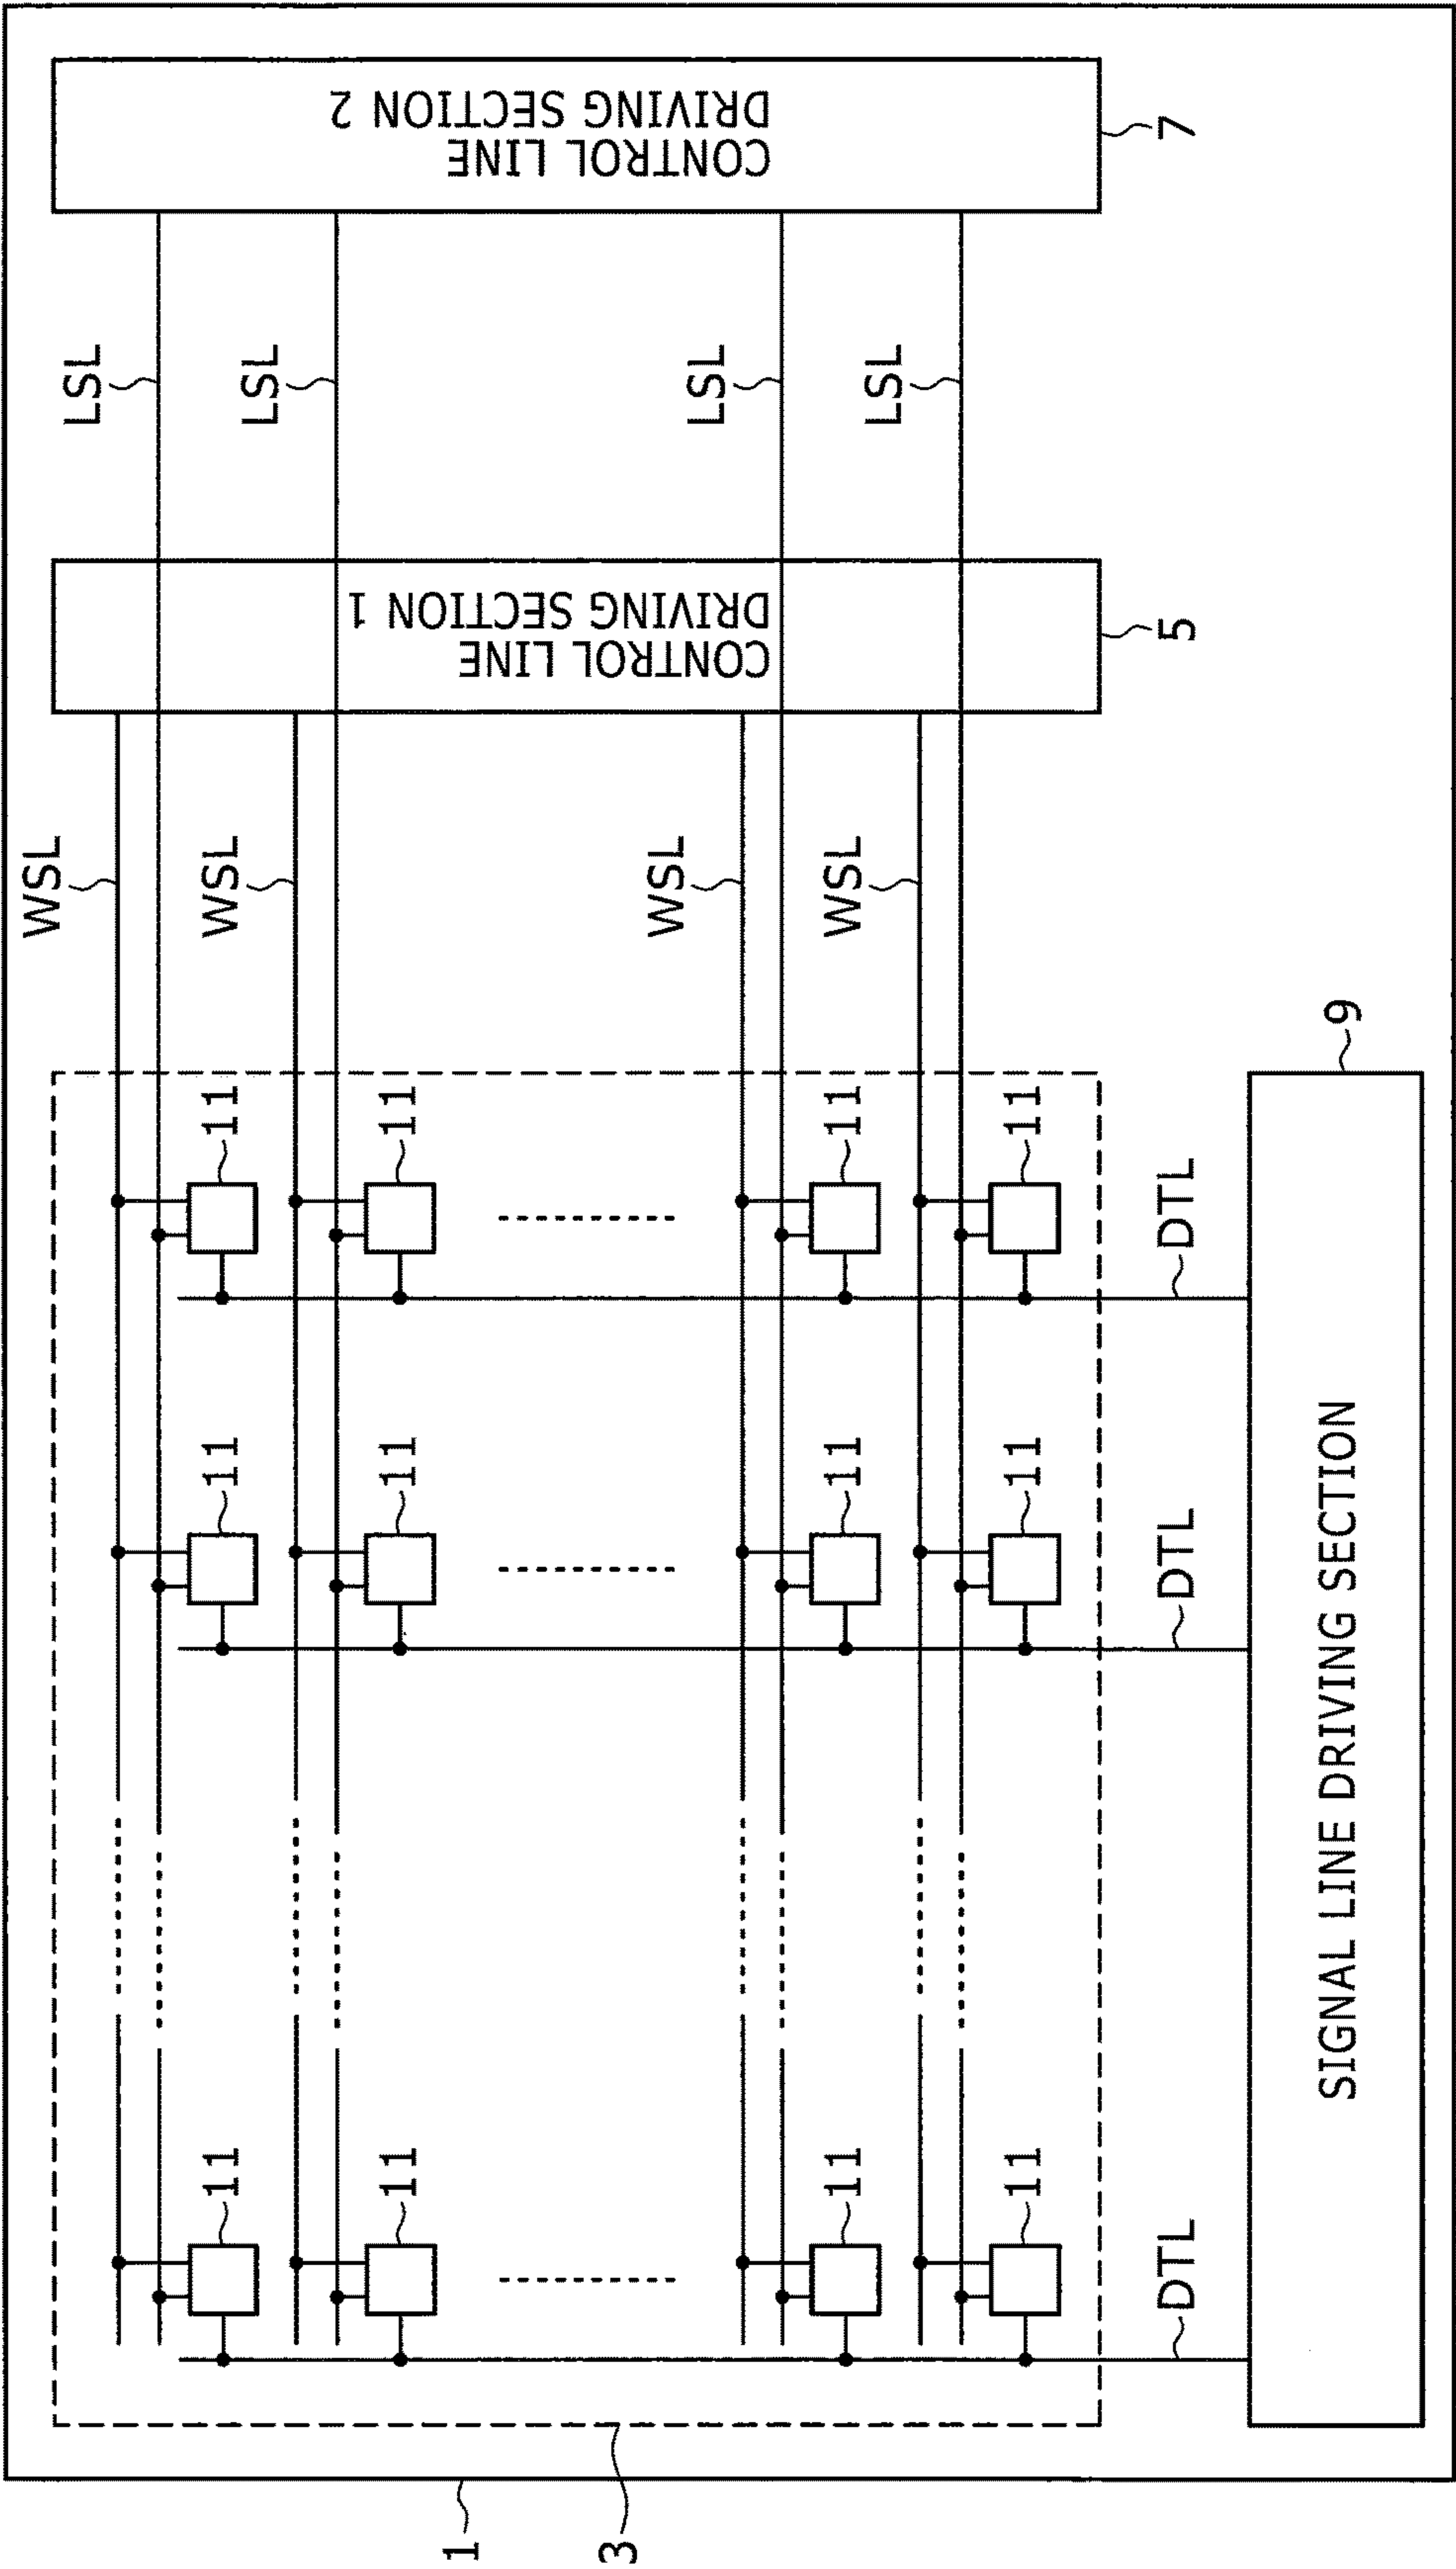 WSL
LSL
11 11 11 WSL
LSL
11 11 11
1
3
CONTROL LINE
DRIVING SECTION 1
CONTROL LINE
DRIVING SECTION 2
WSL
LSL
11 11 11 WSL
LSL
11 11 11
DTL DTL DTL 5 7
SIGNAL LINE DRIVING SECTION 9